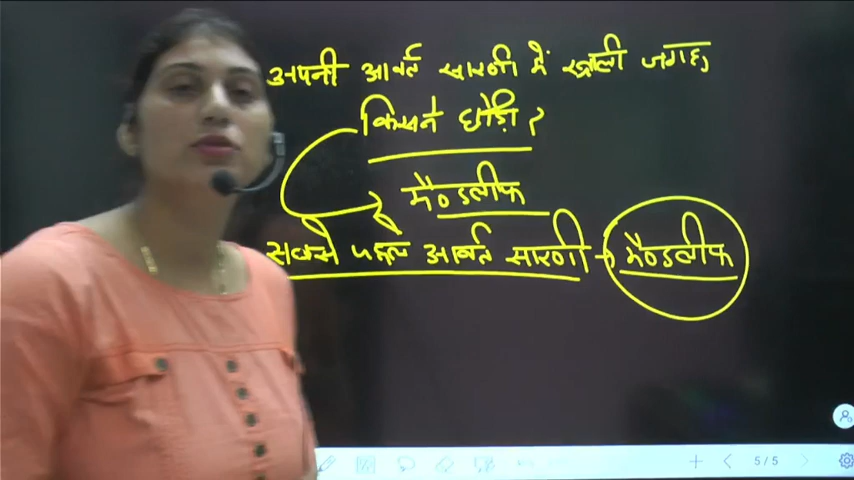 अपनी आवर्त सारणी में खाली जगह,
किसने छोड़ी?
मैण्डलीफ
सबसे पहले आवर्त सारणी → मैण्डलीफ
5/5